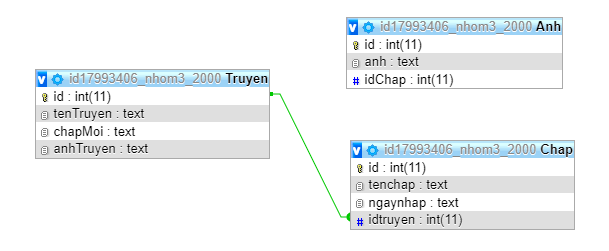 v id17993406_nhom3_2000 Truyen
id : int(11)
tenTruyen : text
chapMoi : text
anhTruyen : text
v id17993406_nhom3_2000 Anh
id : int(11)
anh : text
# idChap : int(11)
v id17993406_nhom3_2000 Chap
id : int(11)
tenchap : text
ngaynhap : text
# idtruyen : int(11)